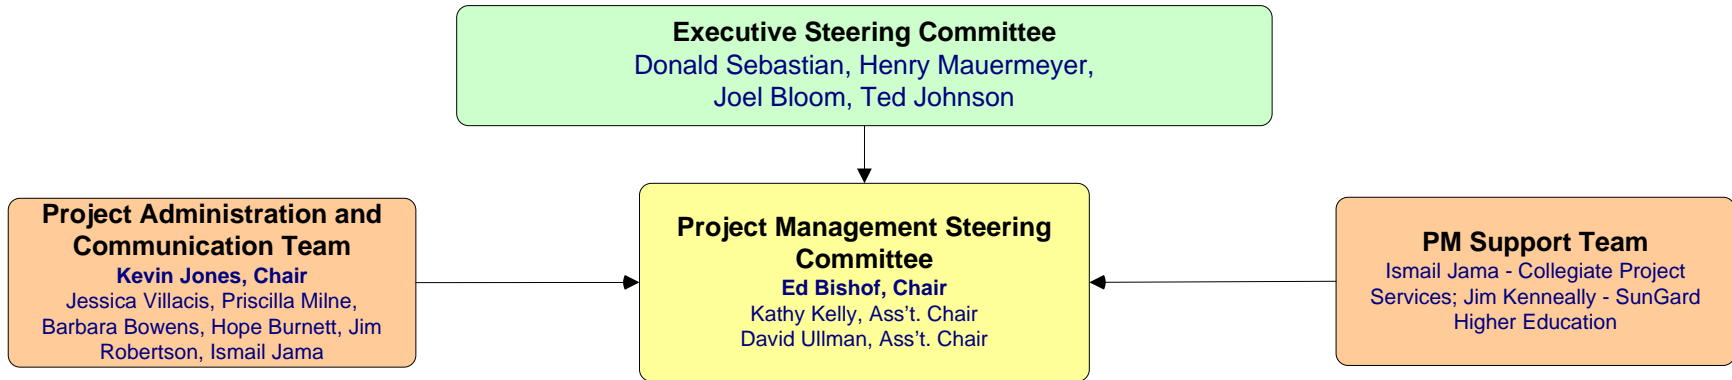 Executive Steering Committee
Donald Sebastian, Henry Mauermeyer,
Joel Bloom, Ted Johnson
Project Administration and
Communication Team
Kevin Jones, Chair
Jessica Villacis, Priscilla Milne,
Barbara Bowens, Hope Burnett, Jim
Robertson, Ismail Jama
Project Management Steering
Committee
Ed Bishof, Chair
Kathy Kelly, Ass't. Chair
David Ullman, Ass't. Chair
PM Support Team
Ismail Jama - Collegiate Project
Services; Jim Kenneally - SunGard
Higher Education